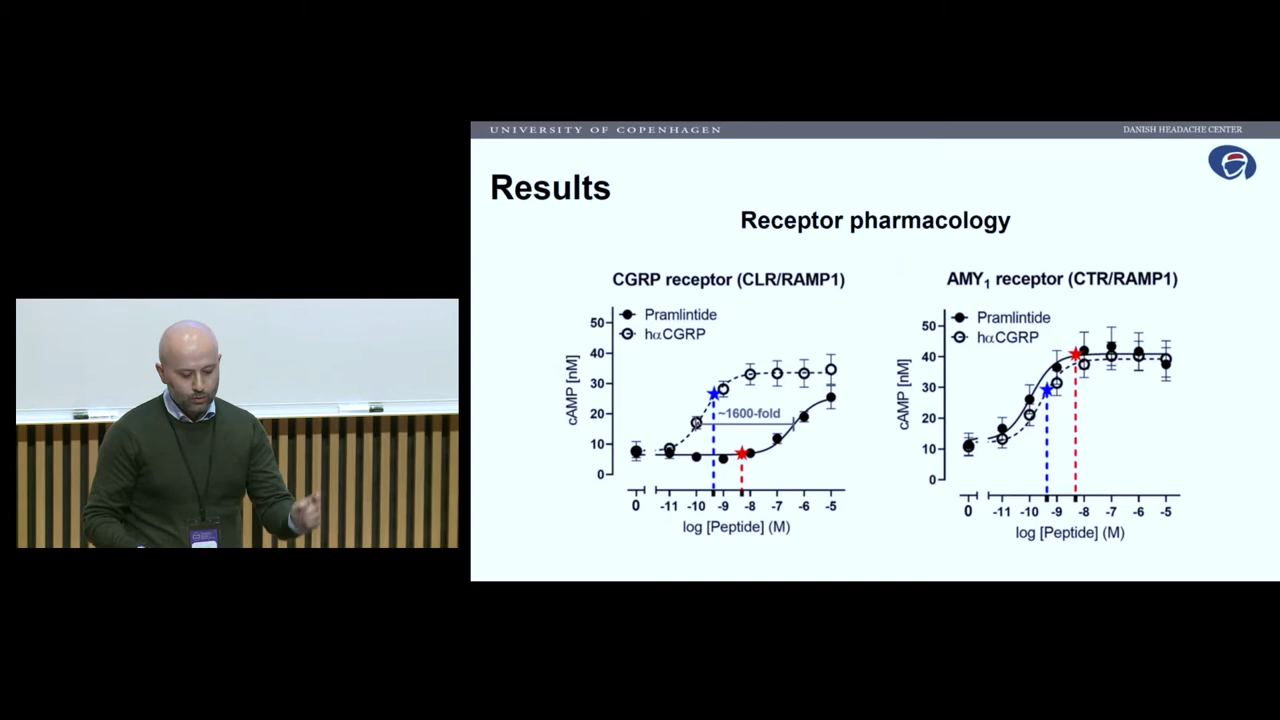 UNIVERSITY OF COPENHAGEN
DANISH HEADACHE CENTER
Results
Receptor pharmacology
CGRP receptor (CLR/RAMP1)
Pramlintide
hαCGRP
50
40
30
20
10
0
cAMP [nM]
~1600-fold
0 -11 -10 -9 -8 -7 -6 -5
log [Peptide] (M)
AMY₁ receptor (CTR/RAMP1)
Pramlintide
hαCGRP
50
40
30
20
10
0
cAMP [nM]
0 -11 -10 -9 -8 -7 -6 -5
log [Peptide] (M)